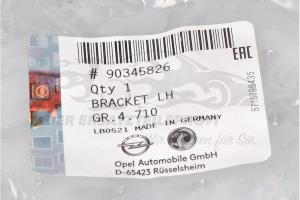 # 90345826
Qty 1
BRACKET LH
GR.4.710
LB0521 MADE IN GERMANY
Opel Automobile GmbH
D-65423 Rüsselsheim
EAC